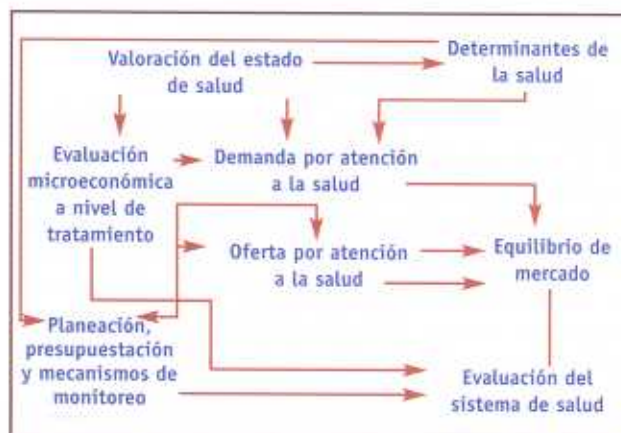 Valoración del estado
de salud
Determinantes de
la salud
Evaluación
microeconómica
a nivel de
tratamiento
Demanda por atención
a la salud
Oferta por atención
a la salud
Equilibrio de
mercado
Planeación,
presupuestación
y mecanismos de
monitoreo
Evaluación del
sistema de salud